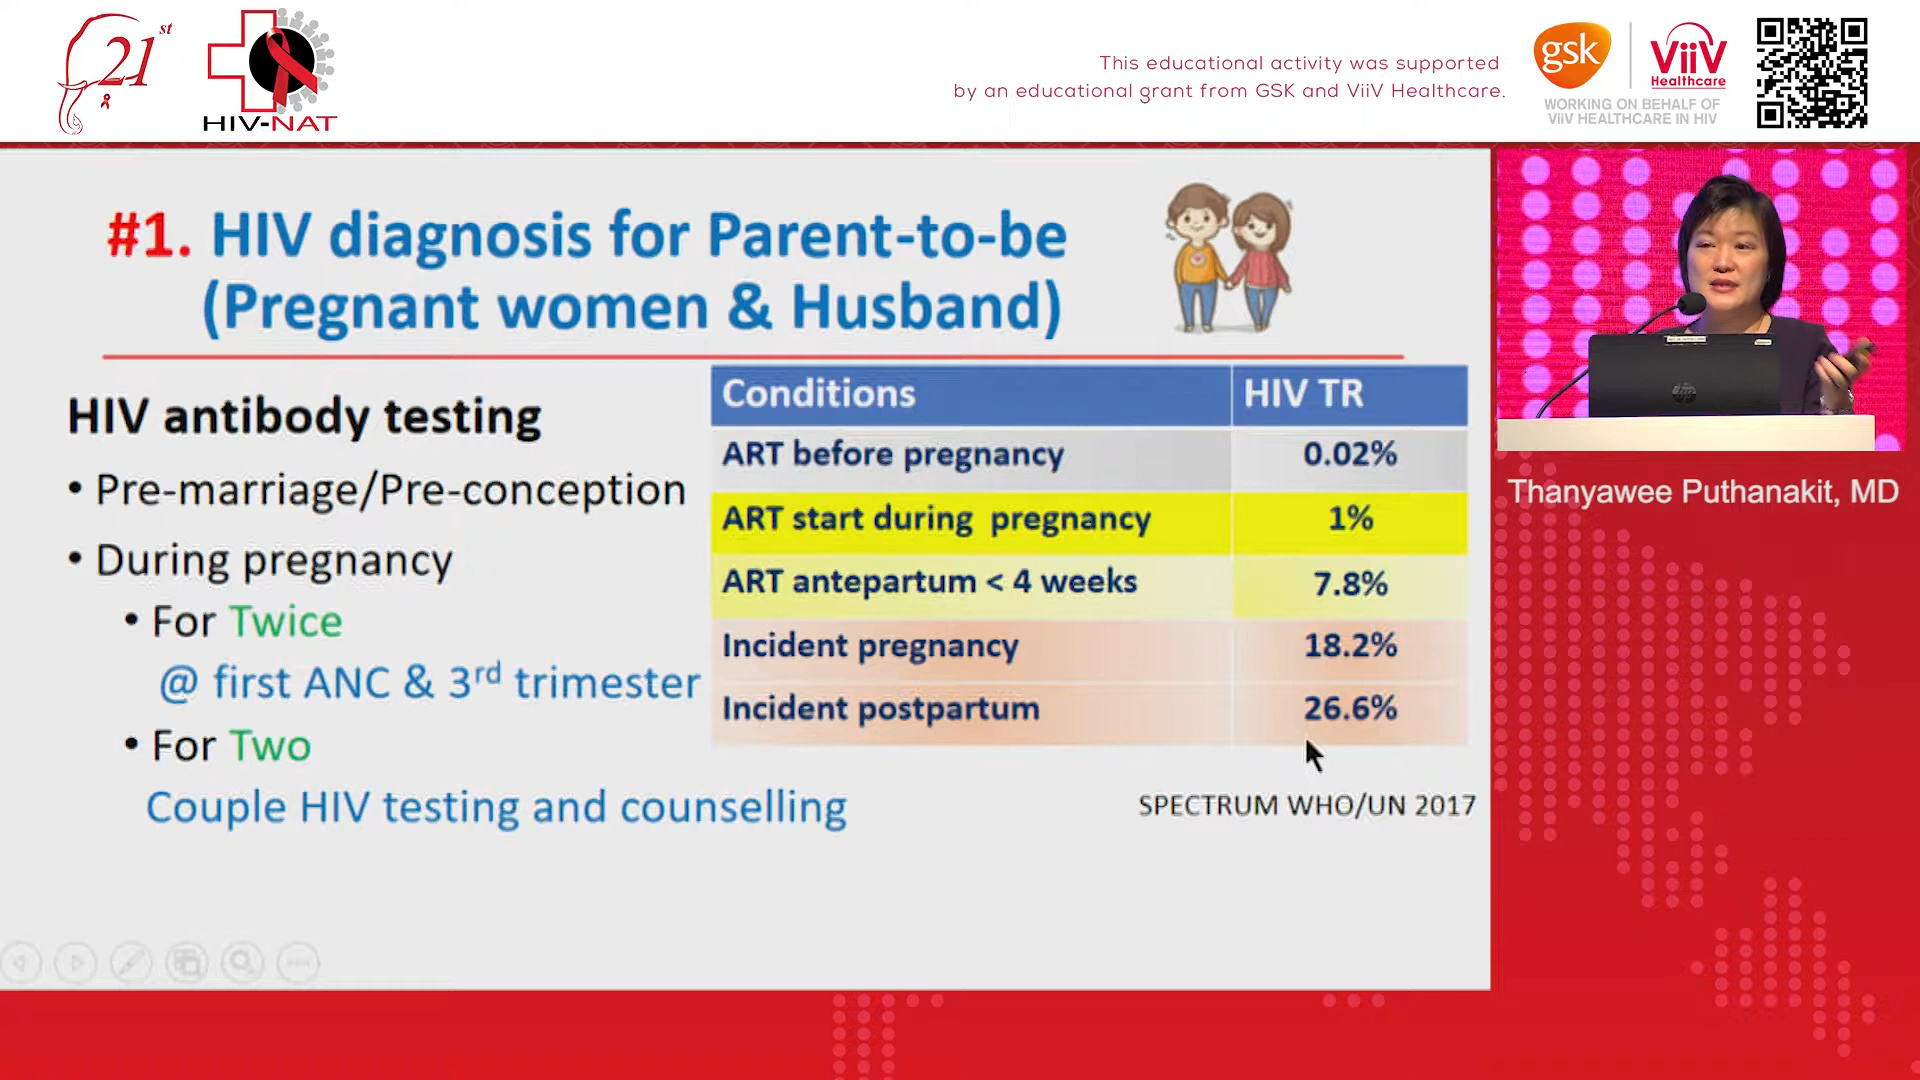 21st
HIV-NAT
This educational activity was supported
by an educational grant from GSK and ViiV Healthcare.
gsk
ViiV
Healthcare
WORKING ON BEHALF OF
ViiV HEALTHCARE IN HIV
#1. HIV diagnosis for Parent-to-be
(Pregnant women & Husband)
HIV antibody testing
• Pre-marriage/Pre-conception
• During pregnancy
• For Twice
@ first ANC & 3rd trimester
• For Two
Couple HIV testing and counselling
Conditions HIV TR
ART before pregnancy 0.02%
ART start during pregnancy 1%
ART antepartum < 4 weeks 7.8%
Incident pregnancy 18.2%
Incident postpartum 26.6%
SPECTRUM WHO/UN 2017
hp
Thanyawee Puthanakit, MD